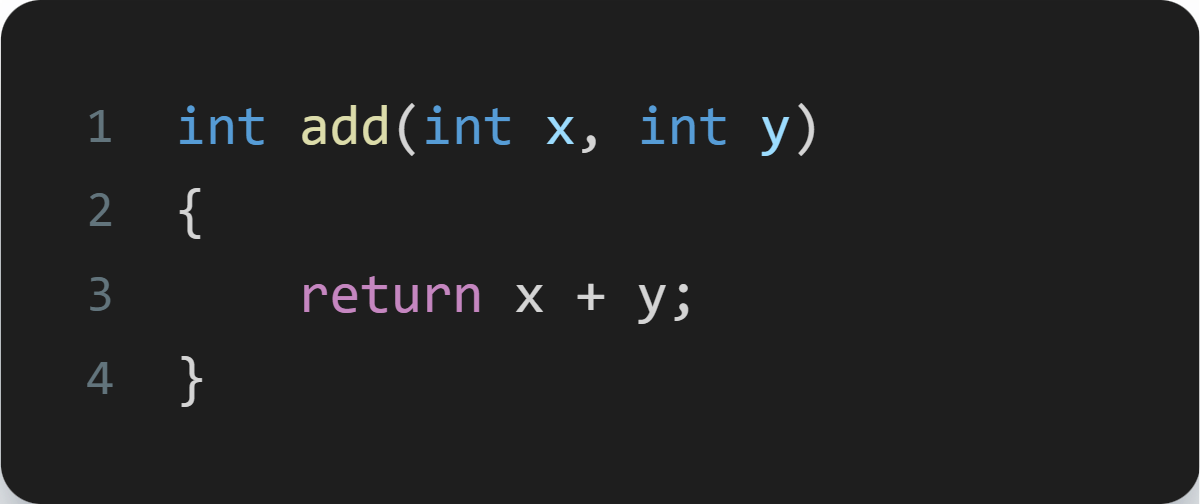 1 int add(int x, int y)
2 {
3     return x + y;
4 }